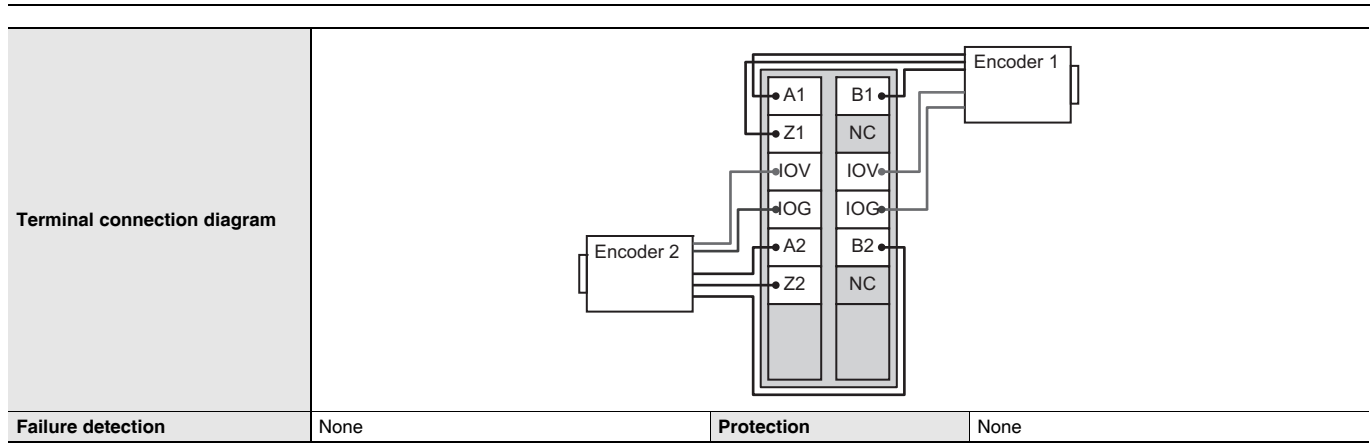 Terminal connection diagram
Encoder 1
A1 B1
Z1 NC
IOV IOV
IOG IOG
Encoder 2
A2 B2
Z2 NC
Failure detection None Protection None